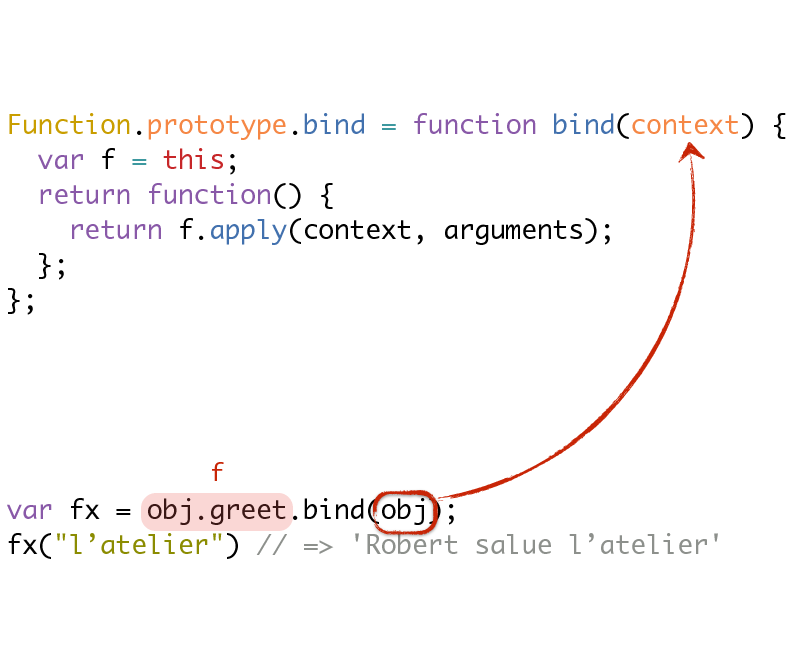 Function.prototype.bind = function bind(context) {
  var f = this;
  return function() {
    return f.apply(context, arguments);
  };
};
f
var fx = obj.greet.bind(obj);
fx("l’atelier") // => 'Robert salue l’atelier'